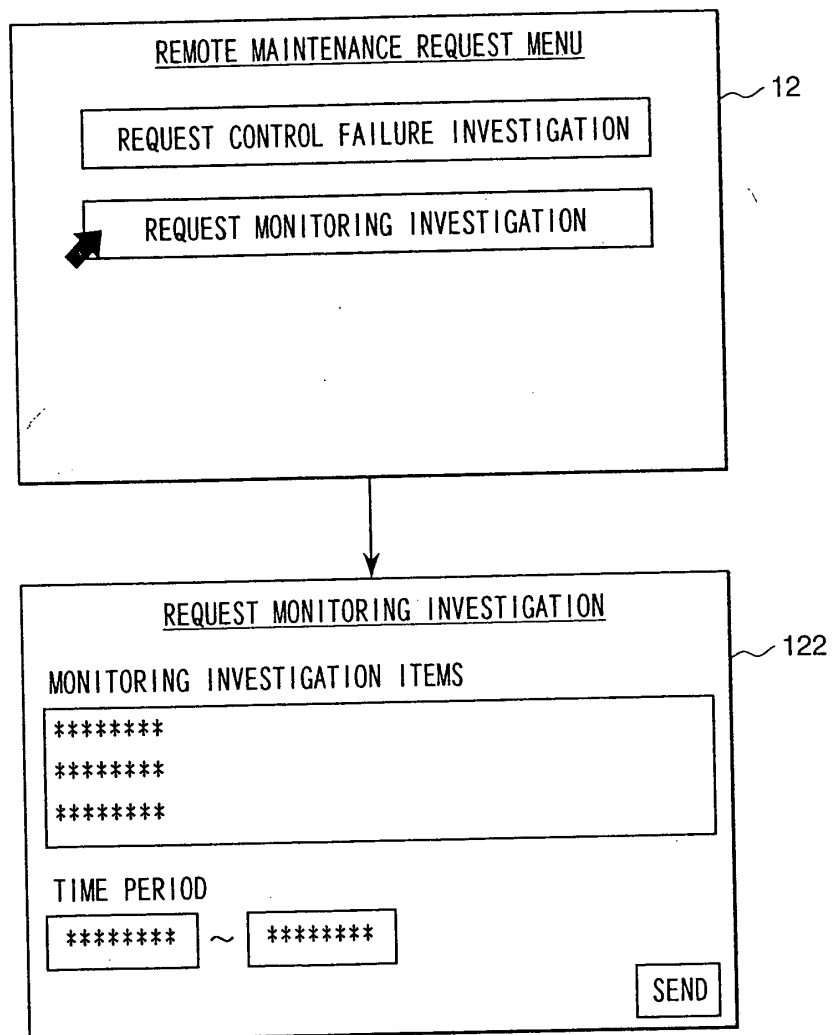 REMOTE MAINTENANCE REQUEST MENU
12
REQUEST CONTROL FAILURE INVESTIGATION
REQUEST MONITORING INVESTIGATION
REQUEST MONITORING INVESTIGATION
122
MONITORING INVESTIGATION ITEMS
********
********
********
TIME PERIOD
******** ~ ********
SEND